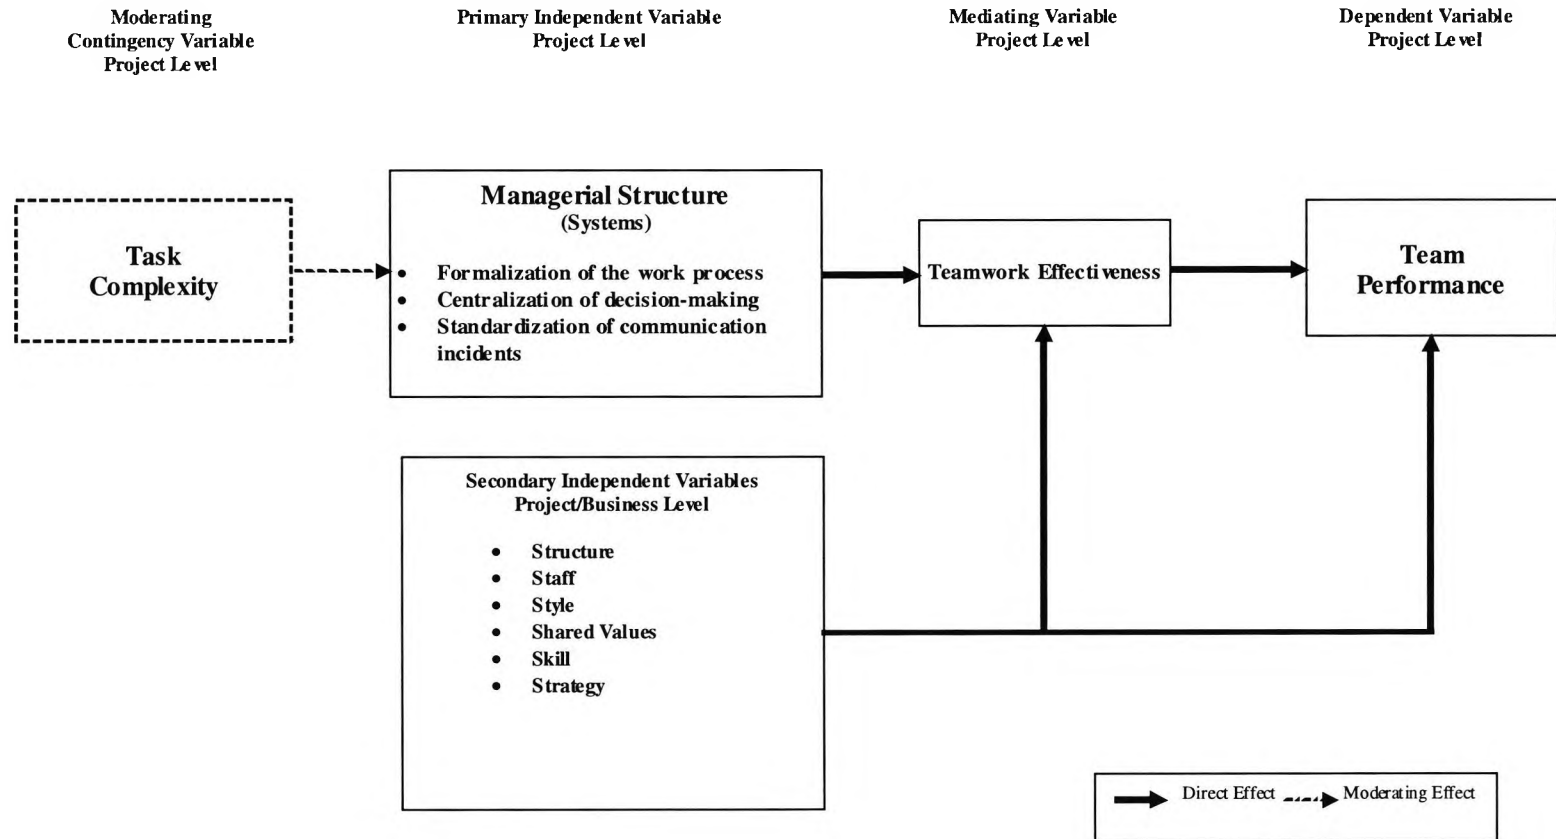 Moderating
Contingency Variable
Project Level
Primary Independent Variable
Project Level
Mediating Variable
Project Level
Dependent Variable
Project Level
Task
Complexity
Managerial Structure
(Systems)
• Formalization of the work process
• Centralization of decision-making
• Standardization of communication
incidents
Teamwork Effectiveness
Team
Performance
Secondary Independent Variables
Project/Business Level
• Structure
• Staff
• Style
• Shared Values
• Skill
• Strategy
Direct Effect
Moderating Effect